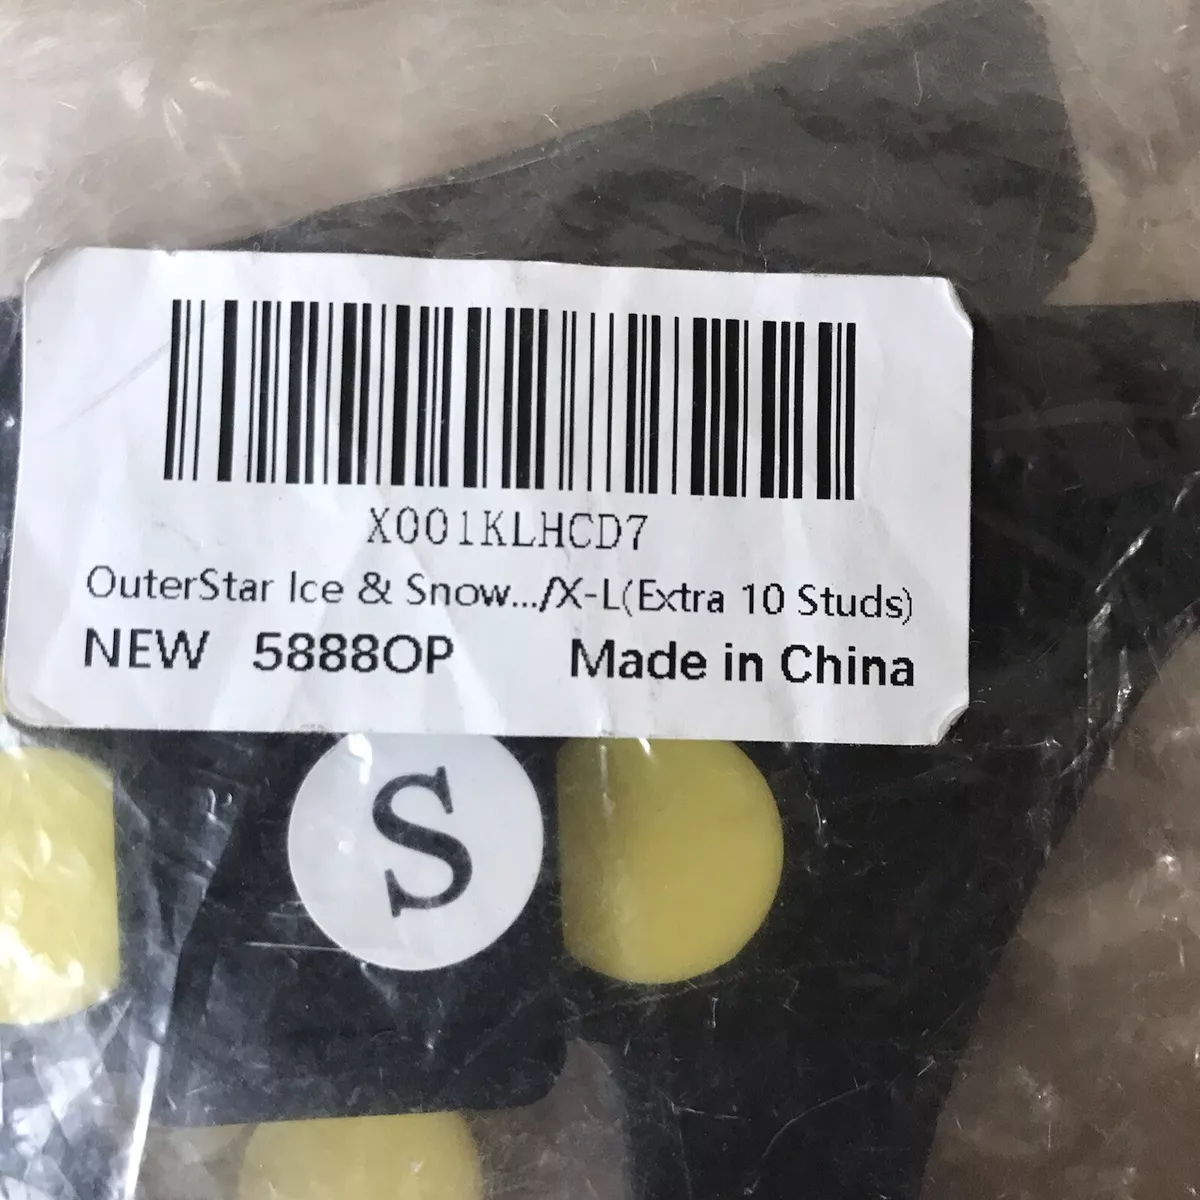 X001KLHCD7
OuterStar Ice & Snow.../X-L(Extra 10 Studs)
NEW 5888OP Made in China
S